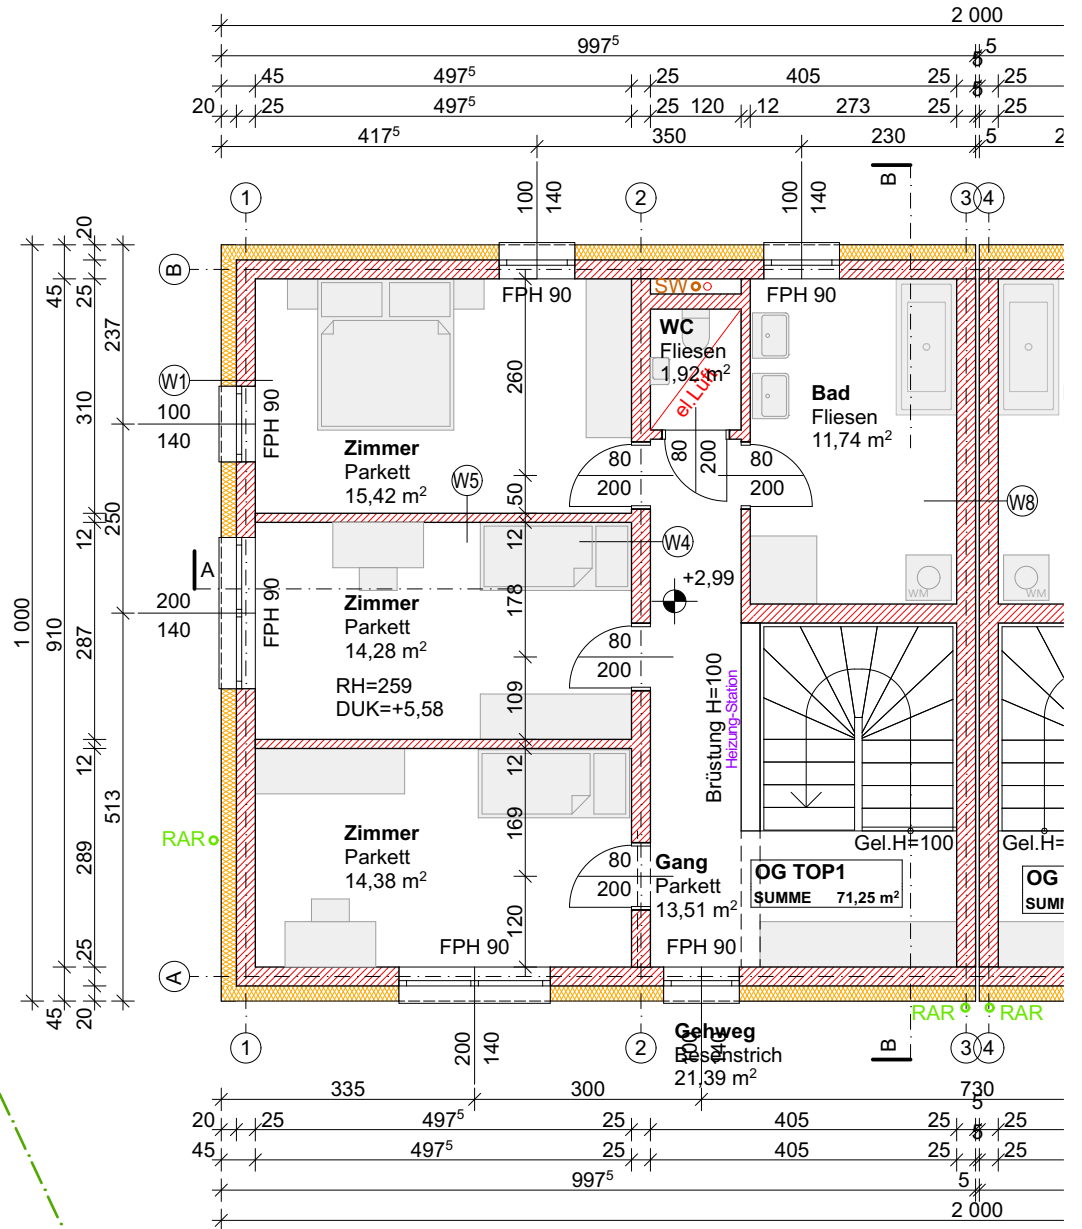 2 000
997⁵ 5
45 497⁵ 25 405 25 25
20 25 497⁵ 25 120 12 273 25 25
417⁵ 350 230 5 2
B
100
140
100
140
1 2 3 4
20
B
SW
FPH 90
FPH 90
45
25
237
WC
Fliesen
1,92 m²
el.Lüft
260
W1
310
100
140
FPH 90
Bad
Fliesen
11,74 m²
Zimmer
Parkett
15,42 m²
W5
80
200
80
200
80
200
50
W8
12
250
12
W4
A
+2,99
WM
WM
178
200
140
FPH 90
Zimmer
Parkett
14,28 m²
80
200
1 000
910
287
RH=259
DUK=+5,58
109
Brüstung H=100
Heizung-Station
12
12
513
169
RAR
Zimmer
Parkett
14,38 m²
289
80
200
Gang
Parkett
13,51 m²
Gel.H=100
Gel.H=
OG TOP1
SUMME 71,25 m²
OG
SUMM
120
25
FPH 90
FPH 90
A
45
20
RAR
RAR
1 2 3 4
200
140
100
140
Gehweg
Besenstrich
21,39 m²
B
335 300 730
5
20 25 497⁵ 25 405 25 25
45 497⁵ 25 405 25 25
997⁵ 5
2 000